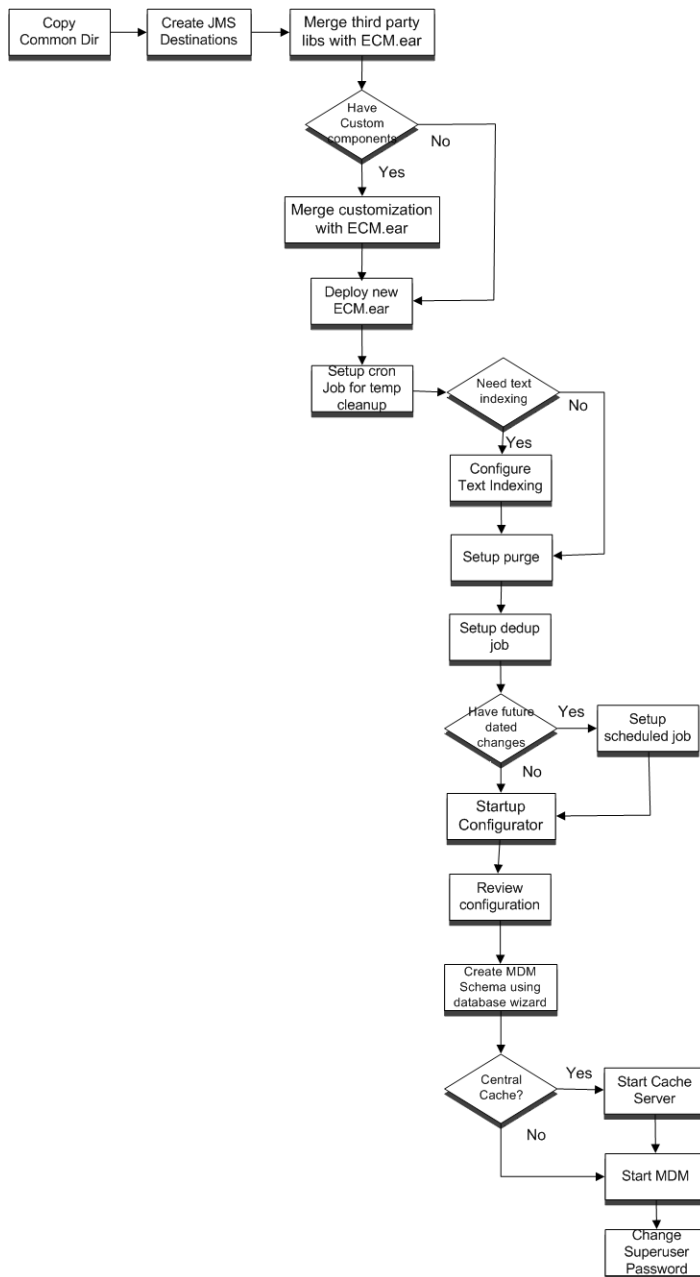 Copy
Common Dir
Create JMS
Destinations
Merge third party
libs with ECM.ear
Have
Custom
components
No
Yes
Merge customization
with ECM.ear
Deploy new
ECM.ear
Setup cron
Job for temp
cleanup
Need text
indexing
No
Yes
Configure
Text Indexing
Setup purge
Setup dedup
job
Have future
dated
changes
Yes
Setup
scheduled job
No
Startup
Configurator
Review
configuration
Create MDM
Schema using
database wizard
Central
Cache?
Yes
Start Cache
Server
No
Start MDM
Change
Superuser
Password